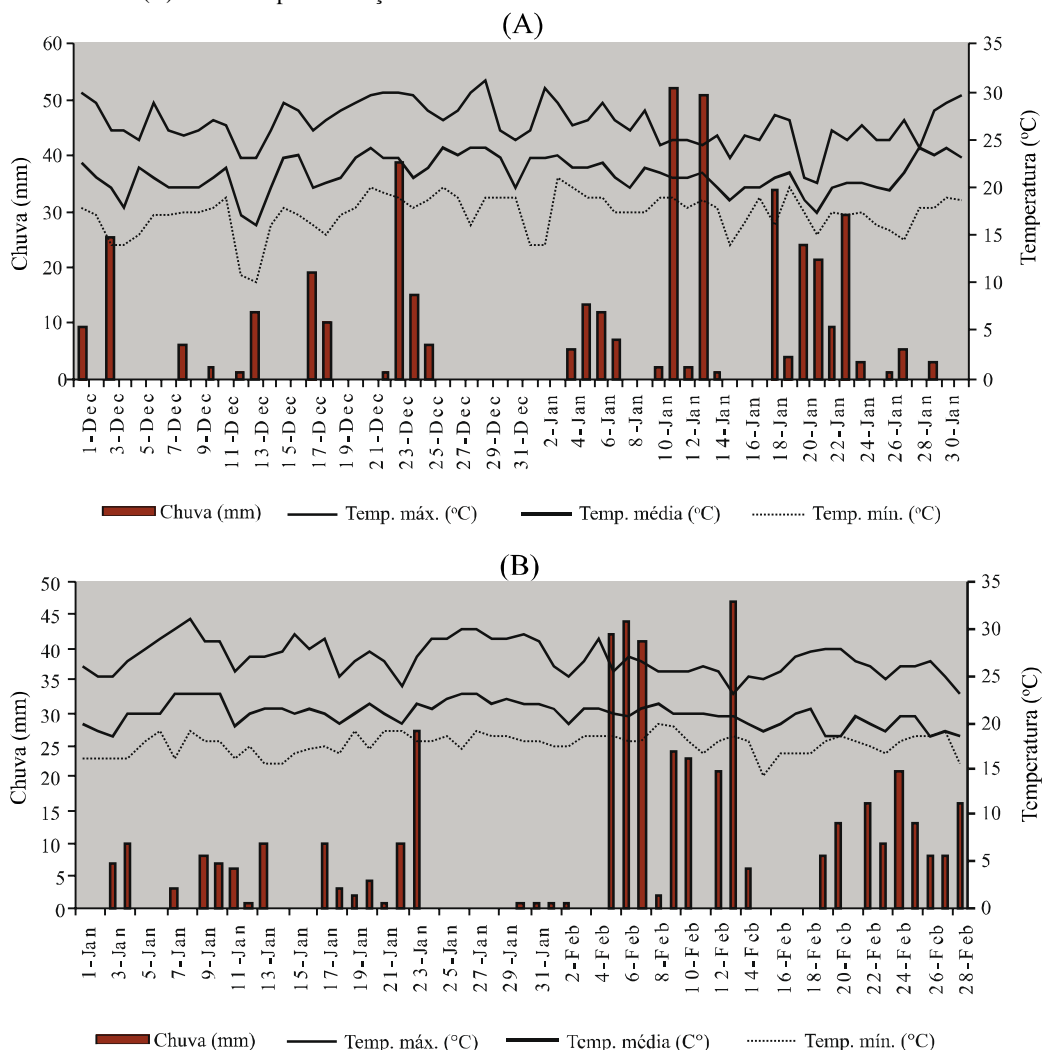 (A)
60
50
40
30
20
10
0
Chuva (mm)
35
30
25
20
15
10
5
0
Temperatura (ºC)
1-Dec
3-Dec
5-Dec
7-Dec
9-Dec
11-Dec
13-Dec
15-Dec
17-Dec
19-Dec
21-Dec
23-Dec
25-Dec
27-Dec
29-Dec
31-Dec
2-Jan
4-Jan
6-Jan
8-Jan
10-Jan
12-Jan
14-Jan
16-Jan
18-Jan
20-Jan
22-Jan
24-Jan
26-Jan
28-Jan
30-Jan
Chuva (mm) Temp. máx. (ºC) Temp. média (ºC) Temp. mín. (ºC)
(B)
50
45
40
35
30
25
20
15
10
5
0
Chuva (mm)
35
30
25
20
15
10
5
0
Temperatura (ºC)
1-Jan
3-Jan
5-Jan
7-Jan
9-Jan
11-Jan
13-Jan
15-Jan
17-Jan
19-Jan
21-Jan
23-Jan
25-Jan
27-Jan
29-Jan
31-Jan
2-Feb
4-Feb
6-Feb
8-Feb
10-Feb
12-Feb
14-Feb
16-Feb
18-Feb
20-Feb
22-Feb
24-Feb
26-Feb
28-Feb
Chuva (mm) Temp. máx. (°C) Temp. média (C°) Temp. mín. (ºC)